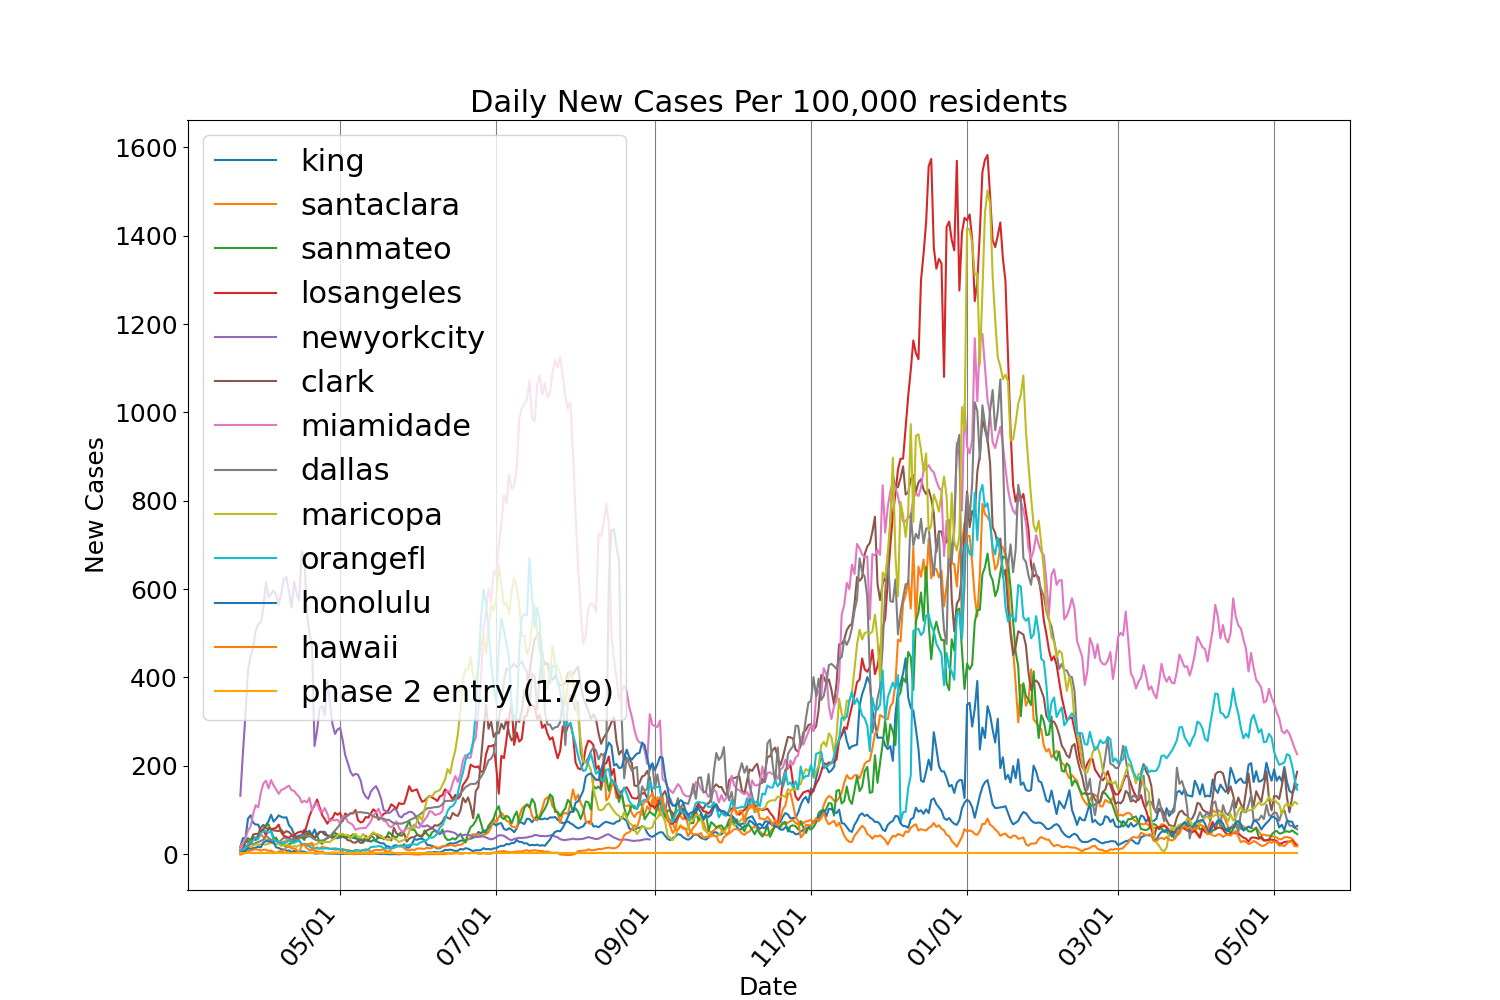 Daily New Cases Per 100,000 residents
New Cases
1600
1400
1200
1000
800
600
400
200
0
king
santaclara
sanmateo
losangeles
newyorkcity
clark
miamidade
dallas
maricopa
orangefl
honolulu
hawaii
phase 2 entry (1.79)
05/01
07/01
09/01
11/01
01/01
03/01
05/01
Date